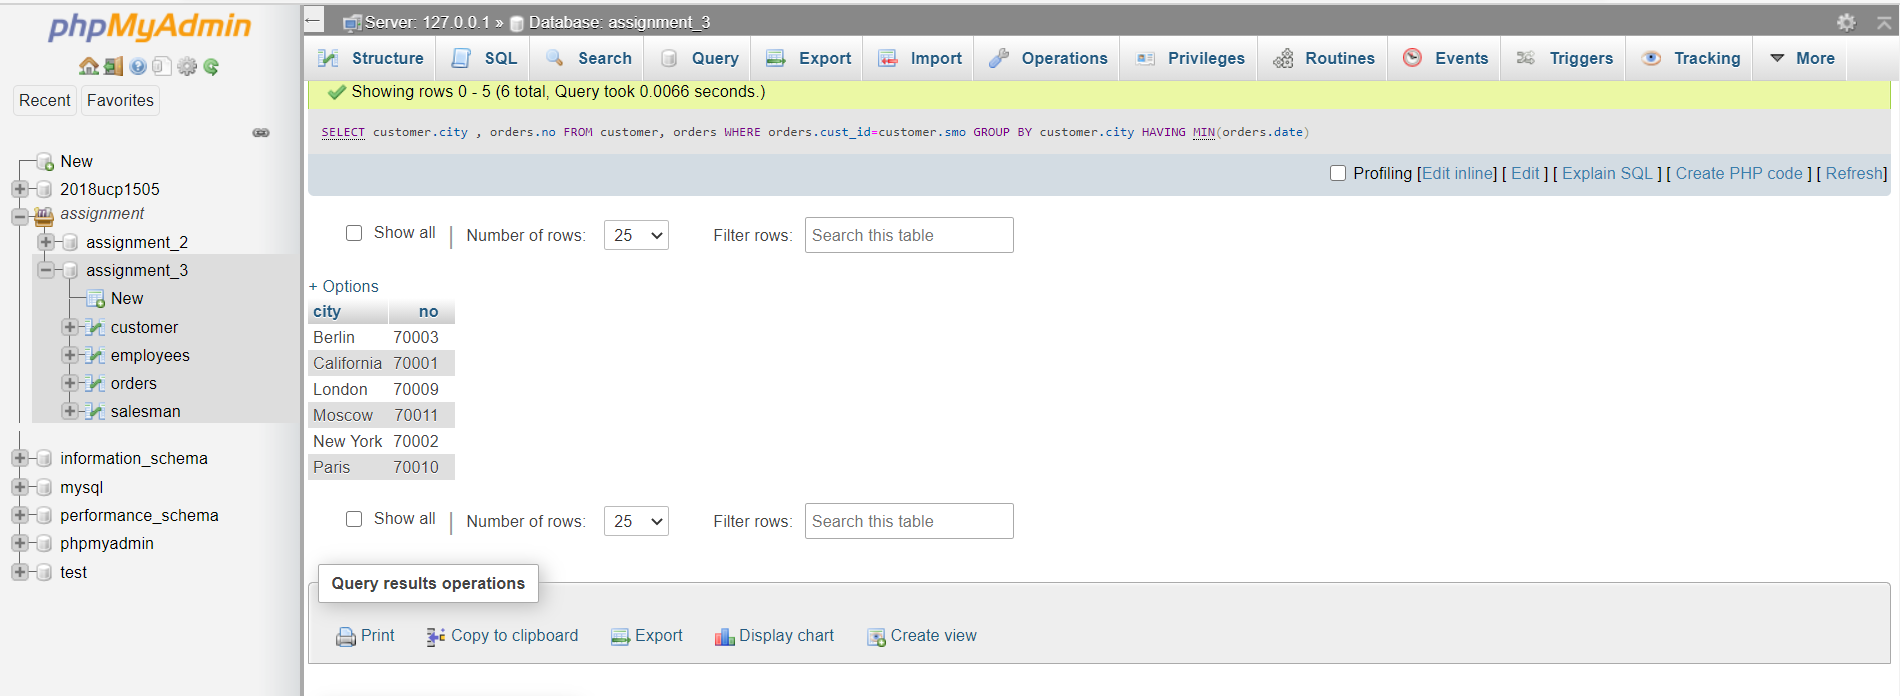 phpMyAdmin
Recent Favorites
New
2018ucp1505
assignment
assignment_2
assignment_3
New
customer
employees
orders
salesman
information_schema
mysql
performance_schema
phpmyadmin
test
Server: 127.0.0.1 » Database: assignment_3
Structure SQL Search Query Export Import Operations Privileges Routines Events Triggers Tracking More
Showing rows 0 - 5 (6 total, Query took 0.0066 seconds.)
SELECT customer.city , orders.no FROM customer, orders WHERE orders.cust_id=customer.smo GROUP BY customer.city HAVING MIN(orders.date)
Profiling [Edit inline] [ Edit ] [ Explain SQL ] [ Create PHP code ] [ Refresh]
Show all | Number of rows: 25 Filter rows: Search this table
+ Options
city no
Berlin 70003
California 70001
London 70009
Moscow 70011
New York 70002
Paris 70010
Show all | Number of rows: 25 Filter rows: Search this table
Query results operations
Print Copy to clipboard Export Display chart Create view